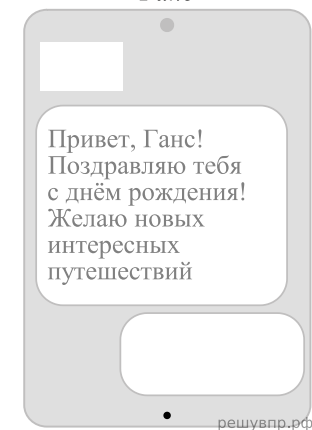 Привет, Ганс!
Поздравляю тебя
с днём рождения!
Желаю новых
интересных
путешествий
решувпр.рф